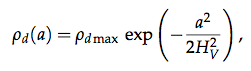 ρ_d(a) = ρ_{d max} exp(−a²/2H_V²),